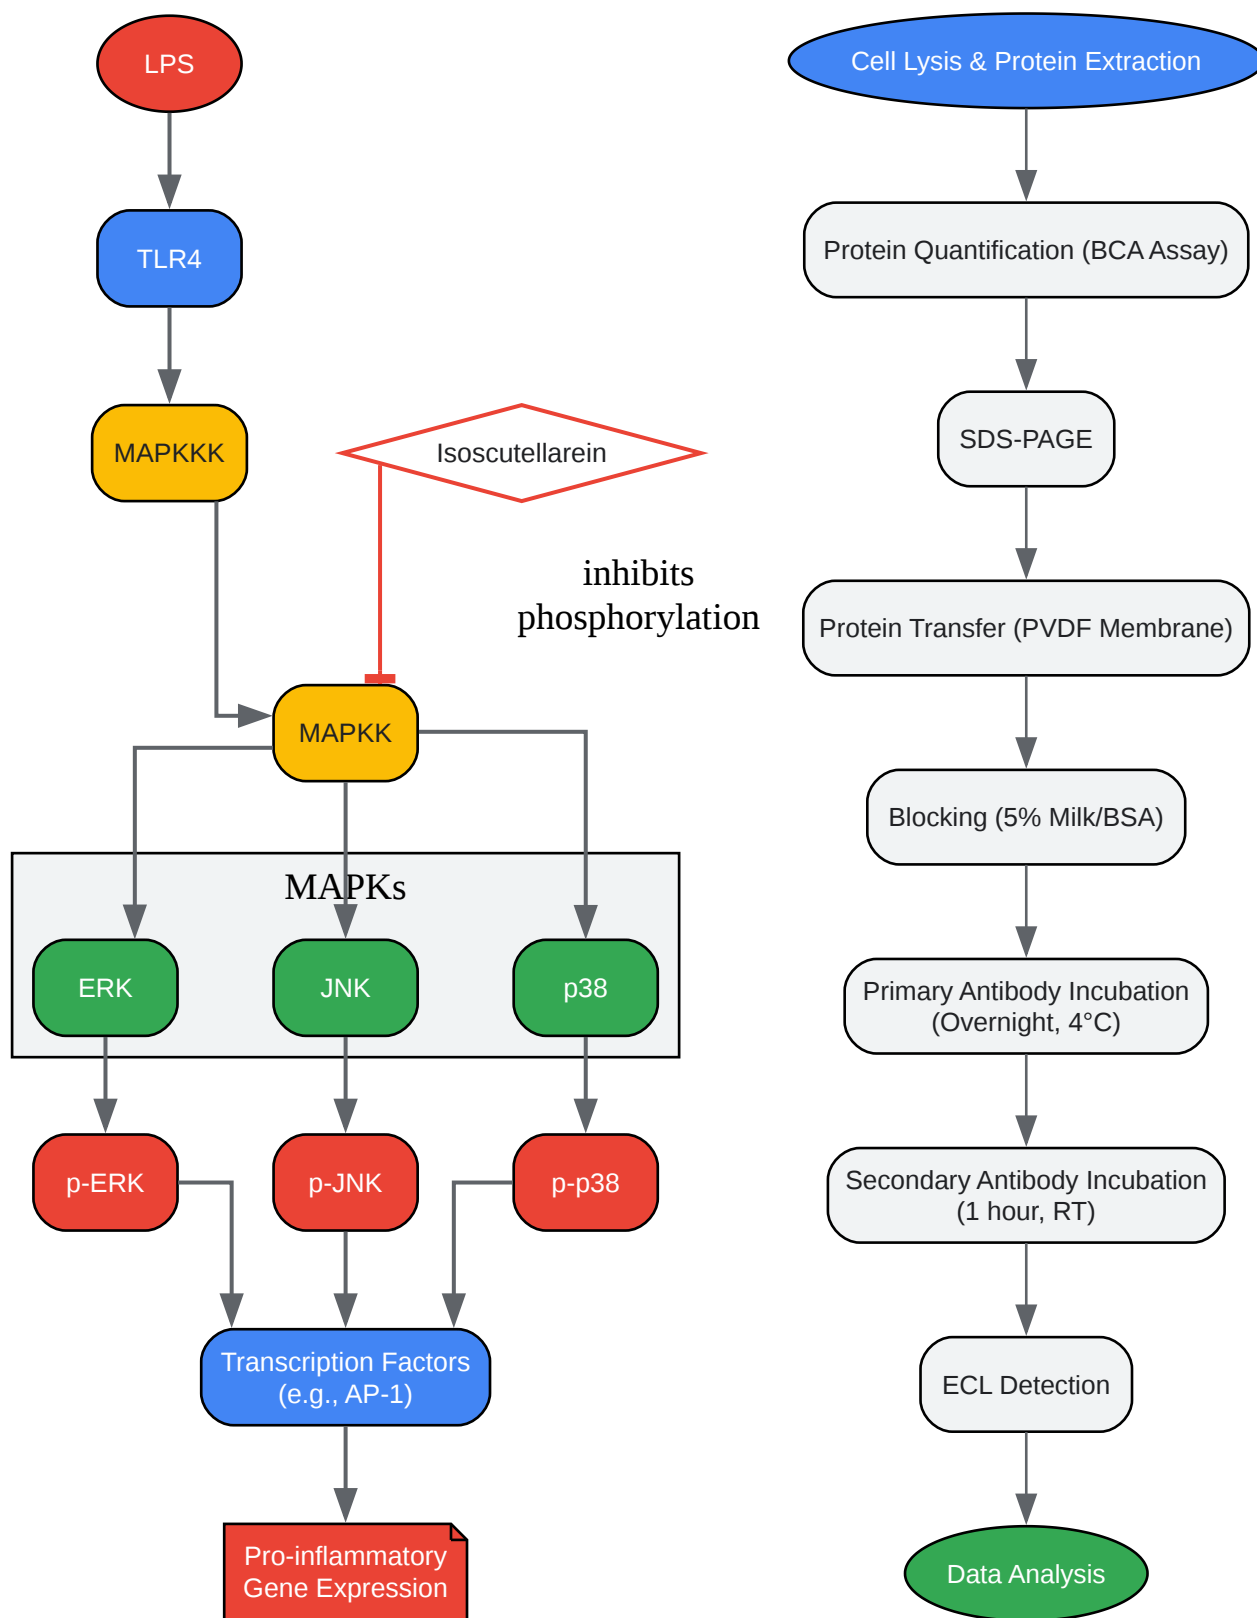 LPS
TLR4
MAPKKK
Isoscutellarein
inhibits
phosphorylation
MAPKK
MAPKs
ERK
JNK
p38
p-ERK
p-JNK
p-p38
Transcription Factors
(e.g., AP-1)
Pro-inflammatory
Gene Expression
Cell Lysis & Protein Extraction
Protein Quantification (BCA Assay)
SDS-PAGE
Protein Transfer (PVDF Membrane)
Blocking (5% Milk/BSA)
Primary Antibody Incubation
(Overnight, 4°C)
Secondary Antibody Incubation
(1 hour, RT)
ECL Detection
Data Analysis